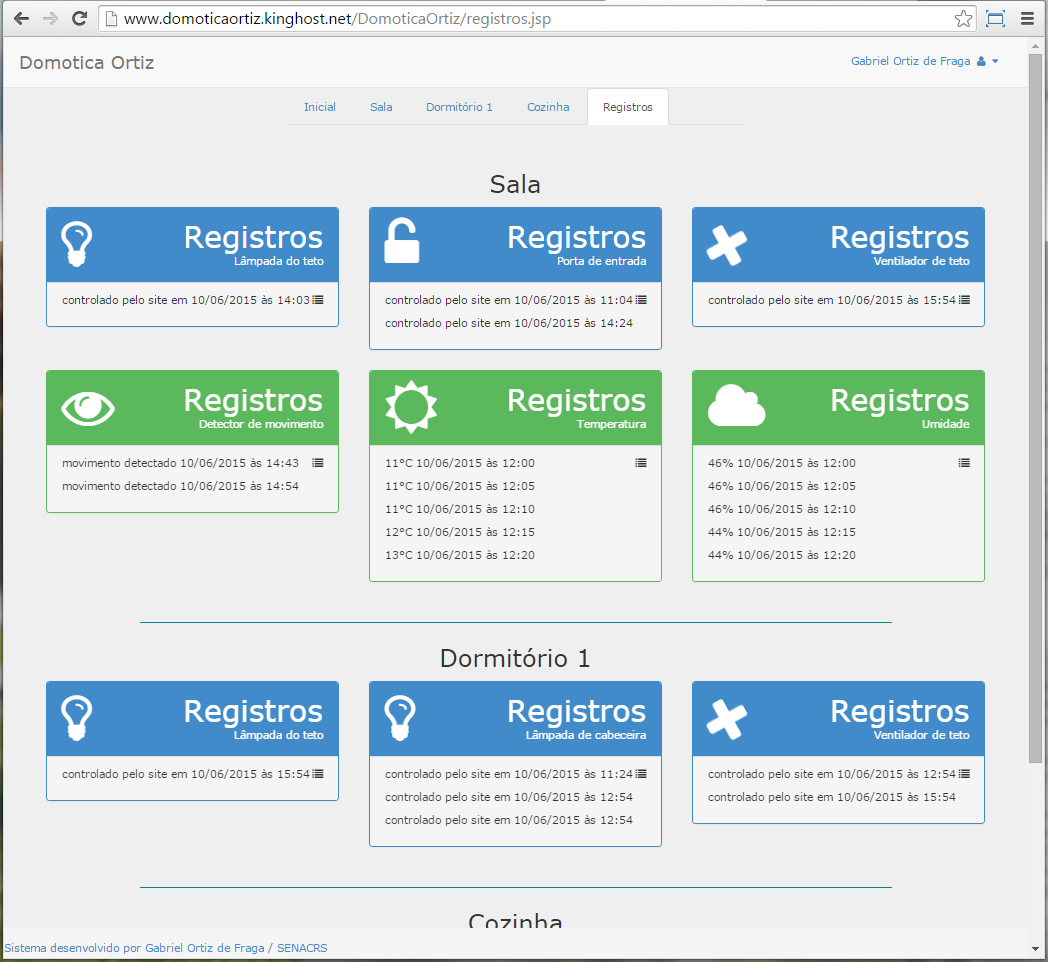 www.domoticaortiz.kinghost.net/DomoticaOrtiz/registros.jsp
Domotica Ortiz
Gabriel Ortiz de Fraga
Inicial
Sala
Dormitório 1
Cozinha
Registros
Sala
Registros
Lâmpada do teto
controlado pelo site em 10/06/2015 às 14:03
Registros
Porta de entrada
controlado pelo site em 10/06/2015 às 11:04
controlado pelo site em 10/06/2015 às 14:24
Registros
Ventilador de teto
controlado pelo site em 10/06/2015 às 15:54
Registros
Detector de movimento
movimento detectado 10/06/2015 às 14:43
movimento detectado 10/06/2015 às 14:54
Registros
Temperatura
11°C 10/06/2015 às 12:00
11°C 10/06/2015 às 12:05
11°C 10/06/2015 às 12:10
12°C 10/06/2015 às 12:15
13°C 10/06/2015 às 12:20
Registros
Umidade
46% 10/06/2015 às 12:00
46% 10/06/2015 às 12:05
46% 10/06/2015 às 12:10
44% 10/06/2015 às 12:15
44% 10/06/2015 às 12:20
Dormitório 1
Registros
Lâmpada do teto
controlado pelo site em 10/06/2015 às 15:54
Registros
Lâmpada de cabeceira
controlado pelo site em 10/06/2015 às 11:24
controlado pelo site em 10/06/2015 às 12:54
controlado pelo site em 10/06/2015 às 12:54
Registros
Ventilador de teto
controlado pelo site em 10/06/2015 às 12:54
controlado pelo site em 10/06/2015 às 15:54
Cozinha
Sistema desenvolvido por Gabriel Ortiz de Fraga / SENACRS